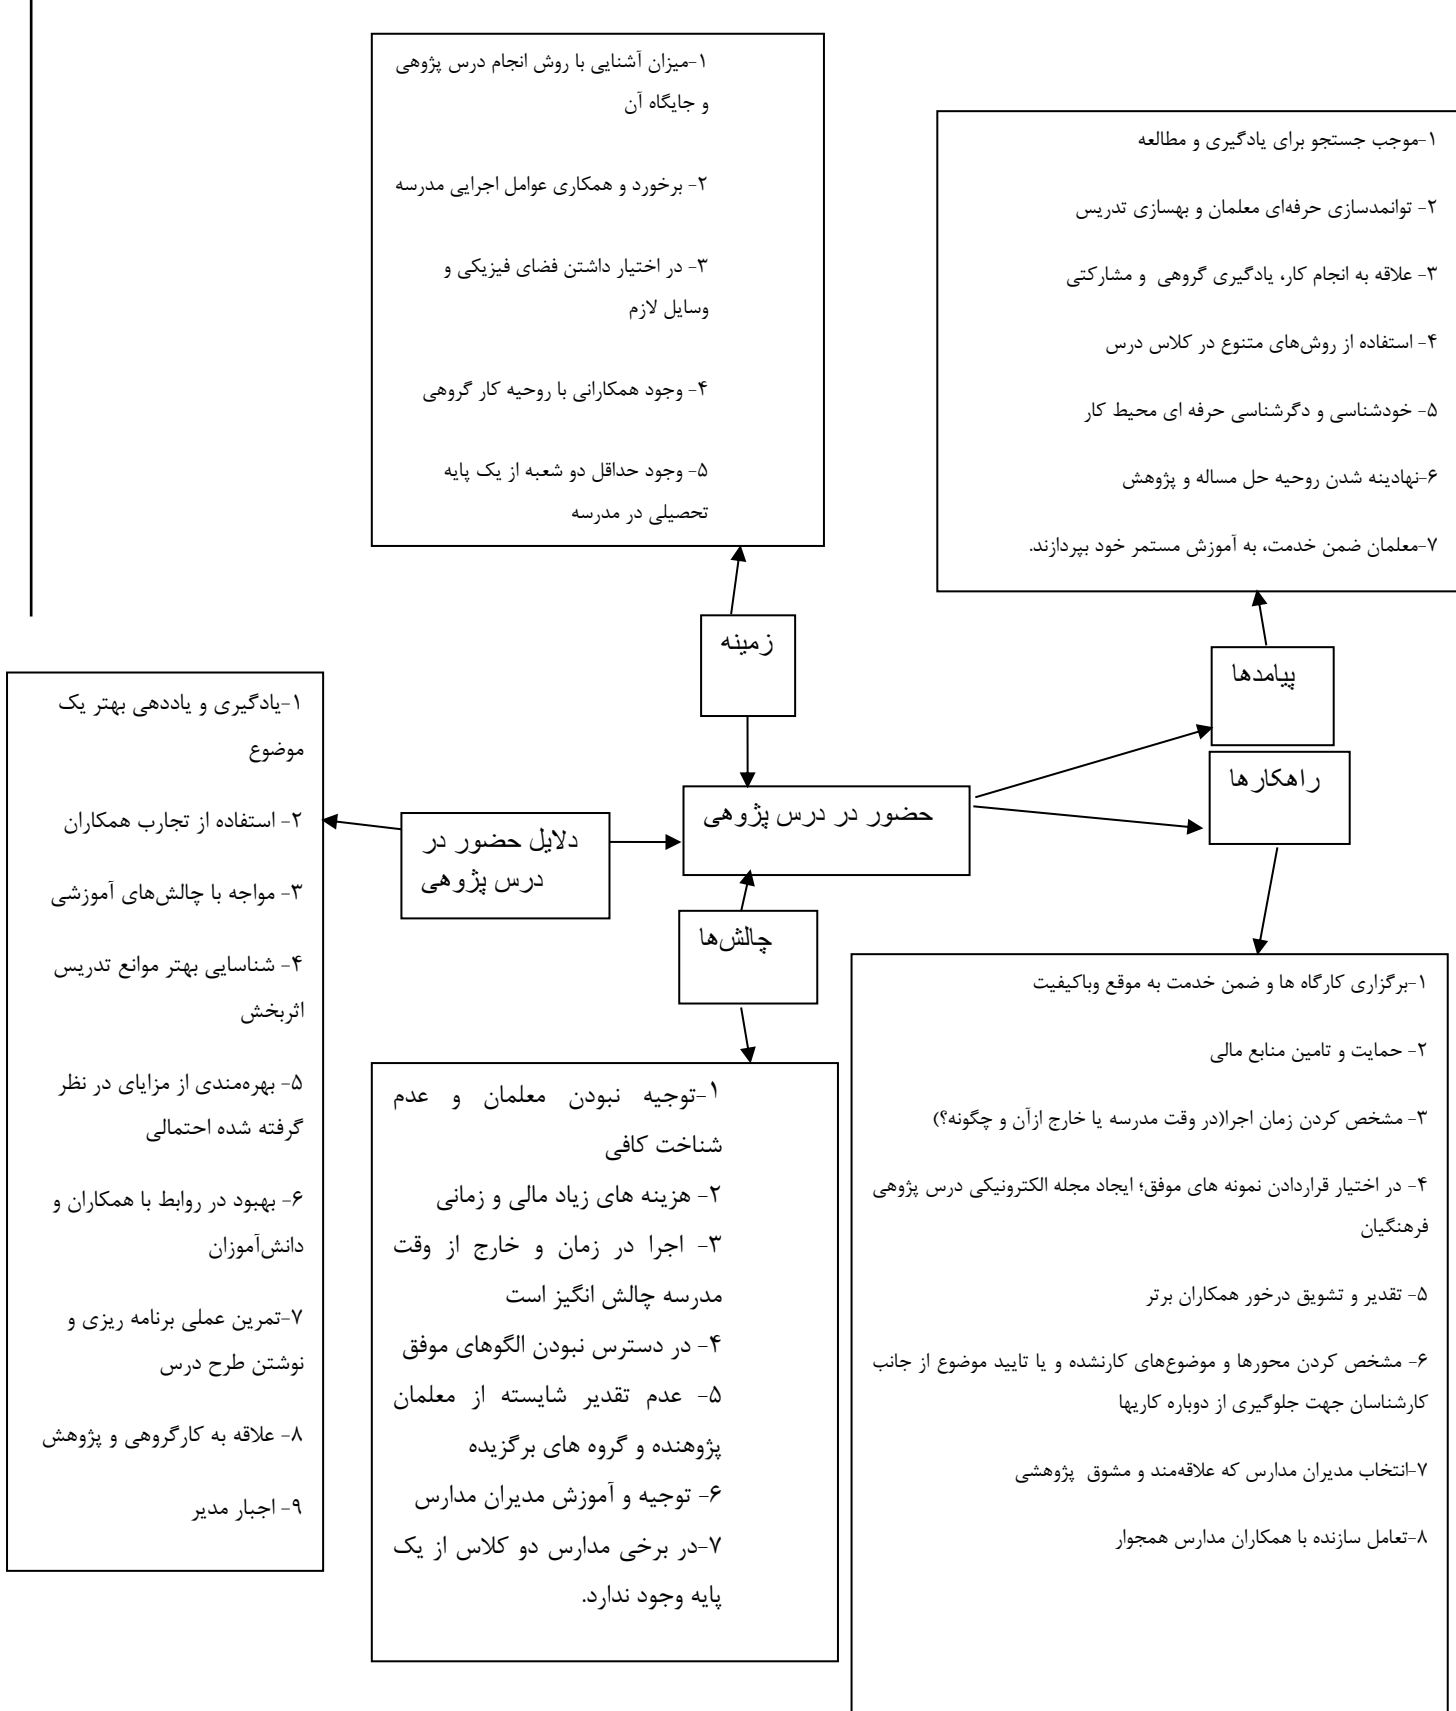 ۱-میزان آشنایی با روش انجام درس پژوهی
و جایگاه آن
۲- برخورد و همکاری عوامل اجرایی مدرسه
۳- در اختیار داشتن فضای فیزیکی و
وسایل لازم
۴- وجود همکارانی با روحیه کار گروهی
۵- وجود حداقل دو شعبه از یک پایه
تحصیلی در مدرسه
۱-موجب جستجو برای یادگیری و مطالعه
۲- توانمدسازی حرفه‌ای معلمان و بهسازی تدریس
۳- علاقه به انجام کار، یادگیری گروهی و مشارکتی
۴- استفاده از روش‌های متنوع در کلاس درس
۵- خودشناسی و دگرشناسی حرفه ای محیط کار
۶-نهادینه شدن روحیه حل مساله و پژوهش
۷-معلمان ضمن خدمت، به آموزش مستمر خود بپردازند.
زمینه
پیامدها
راهکارها
حضور در درس پژوهی
دلایل حضور در
درس پژوهی
چالش‌ها
۱-یادگیری و یاددهی بهتر یک
موضوع
۲- استفاده از تجارب همکاران
۳- مواجه با چالش‌های آموزشی
۴- شناسایی بهتر موانع تدریس
اثربخش
۵- بهره‌مندی از مزایای در نظر
گرفته شده احتمالی
۶- بهبود در روابط با همکاران و
دانش‌آموزان
۷-تمرین عملی برنامه ریزی و
نوشتن طرح درس
۸- علاقه به کارگروهی و پژوهش
۹- اجبار مدیر
۱-توجیه نبودن معلمان و عدم
شناخت کافی
۲- هزینه های زیاد مالی و زمانی
۳- اجرا در زمان و خارج از وقت
مدرسه چالش انگیز است
۴- در دسترس نبودن الگوهای موفق
۵- عدم تقدیر شایسته از معلمان
پژوهنده و گروه های برگزیده
۶- توجیه و آموزش مدیران مدارس
۷-در برخی مدارس دو کلاس از یک
پایه وجود ندارد.
۱-برگزاری کارگاه ها و ضمن خدمت به موقع وباکیفیت
۲- حمایت و تامین منابع مالی
۳- مشخص کردن زمان اجرا(در وقت مدرسه یا خارج ازآن و چگونه؟)
۴- در اختیار قراردادن نمونه های موفق؛ ایجاد مجله الکترونیکی درس پژوهی
فرهنگیان
۵- تقدیر و تشویق درخور همکاران برتر
۶- مشخص کردن محورها و موضوع‌های کارنشده و یا تایید موضوع از جانب
کارشناسان جهت جلوگیری از دوباره کاریها
۷-انتخاب مدیران مدارس که علاقه‌مند و مشوق پژوهشی
۸-تعامل سازنده با همکاران مدارس همجوار